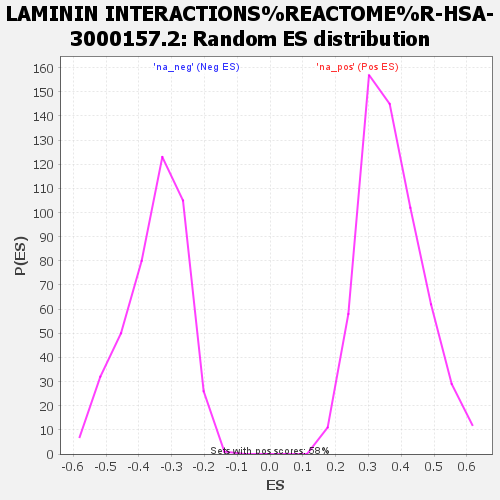 LAMININ INTERACTIONS%REACTOME%R-HSA-
3000157.2: Random ES distribution
'na_neg' (Neg ES)
'na_pos' (Pos ES)
160
150
140
130
120
110
100
90
80
70
60
50
40
30
20
10
0
P(ES)
Sets with pos scores: 58%
-0.6 -0.5 -0.4 -0.3 -0.2 -0.1 0.0 0.1 0.2 0.3 0.4 0.5 0.6
ES